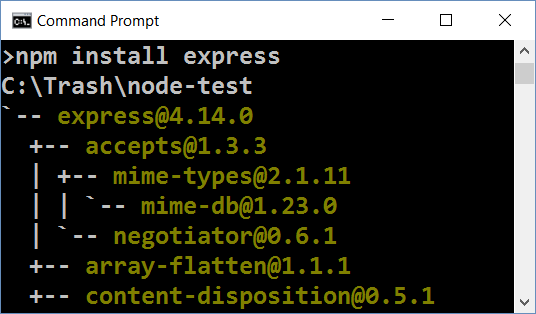 Command Prompt
>npm install express
C:\Trash\node-test
`-- express@4.14.0
  +-- accepts@1.3.3
  | +-- mime-types@2.1.11
  | | `-- mime-db@1.23.0
  | `-- negotiator@0.6.1
  +-- array-flatten@1.1.1
  +-- content-disposition@0.5.1